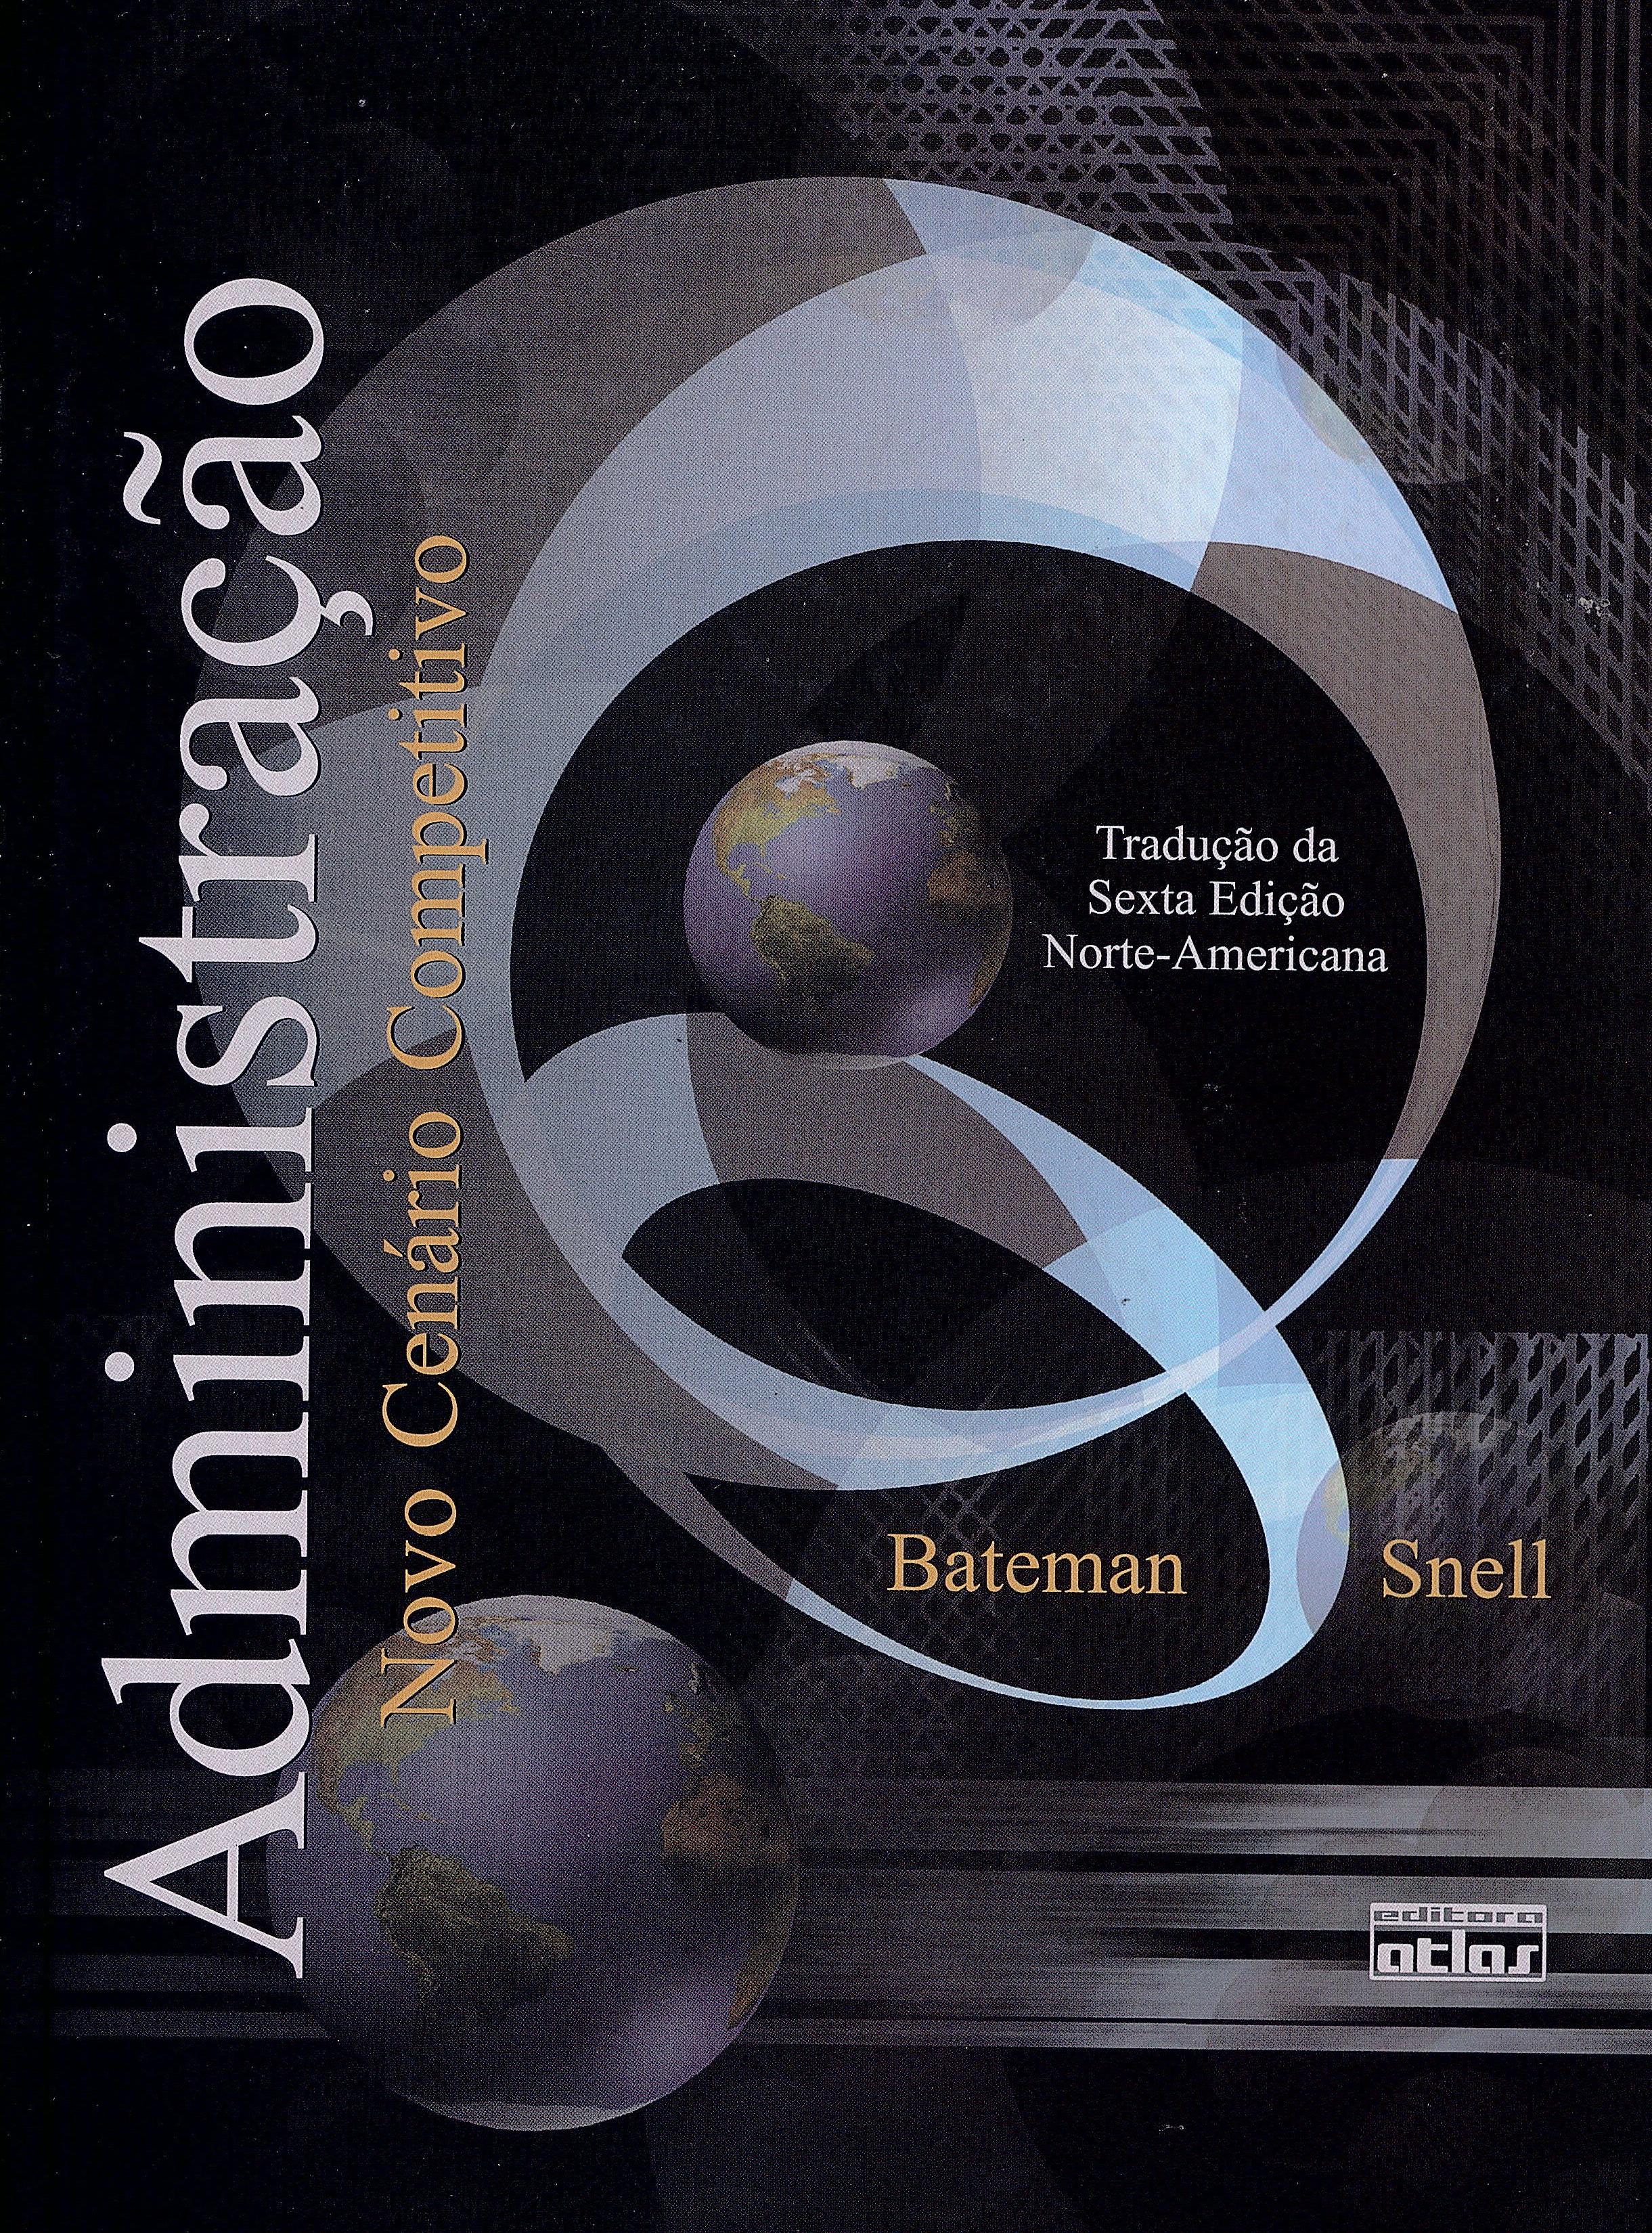 Administração
Novo Cenário Competitivo
Tradução da
Sexta Edição
Norte-Americana
Bateman Snell
editora
atlas